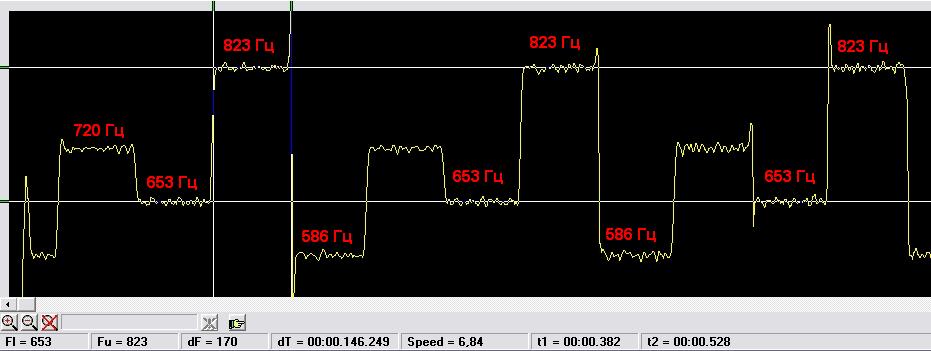 823 Гц
823 Гц
823 Гц
720 Гц
653 Гц
653 Гц
653 Гц
586 Гц
586 Гц
Fl = 653 Fu = 823 dF = 170 dT = 00:00.146.249 Speed = 6,84 t1 = 00:00.382 t2 = 00:00.528